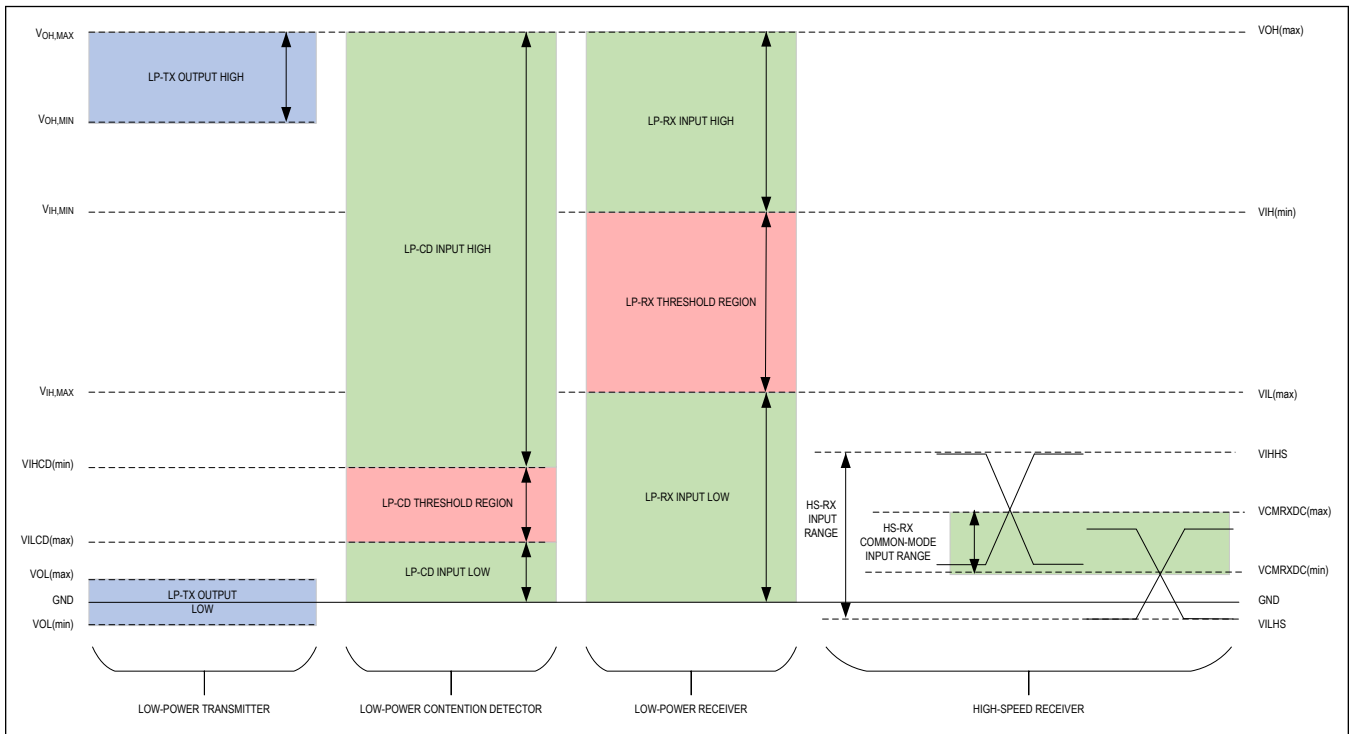 VOH,MAX
VOH(max)
LP-TX OUTPUT HIGH
VOH,MIN
LP-RX INPUT HIGH
VIH,MIN
VIH(min)
LP-CD INPUT HIGH
LP-RX THRESHOLD REGION
VIH,MAX
VIL(max)
VIHCD(min)
VIHHS
LP-CD THRESHOLD REGION
LP-RX INPUT LOW
HS-RX
INPUT
RANGE
HS-RX
COMMON-MODE
INPUT RANGE
VCMRXDC(max)
VILCD(max)
LP-CD INPUT LOW
VCMRXDC(min)
VOL(max)
LP-TX OUTPUT
LOW
GND
GND
VOL(min)
VILHS
LOW-POWER TRANSMITTER
LOW-POWER CONTENTION DETECTOR
LOW-POWER RECEIVER
HIGH-SPEED RECEIVER